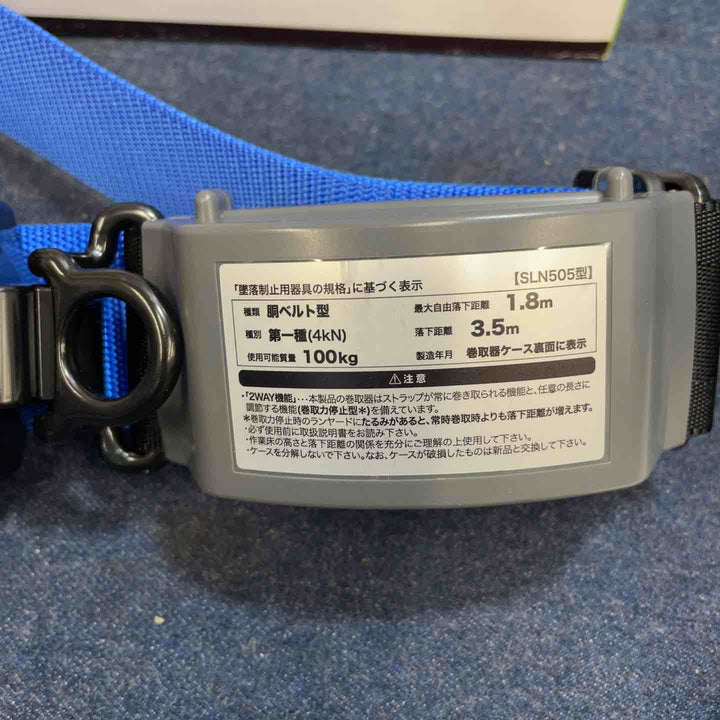 「墜落制止用器具の規格」に基づく表示 【SLN505型】
種類 胴ベルト型 最大自由落下距離 1.8m
種別 第一種(4kN) 落下距離 3.5m
使用可能質量 100kg 製造年月 巻取器ケース裏面に表示
⚠注意
・「2WAY機能」…本製品の巻取器はストラップが常に巻き取られる機能と、任意の長さに
調節する機能(巻取力停止型*)を備えています。
*巻取力停止時のランヤードにたるみがあると、常時巻取時よりも落下距離が増えます。
・必ず使用前に取扱説明書をお読み下さい。
・作業床の高さと落下距離の関係を充分にご理解の上使用して下さい。
・ケースを分解しないで下さい。なお、ケースが破損したものは新品と交換して下さい。